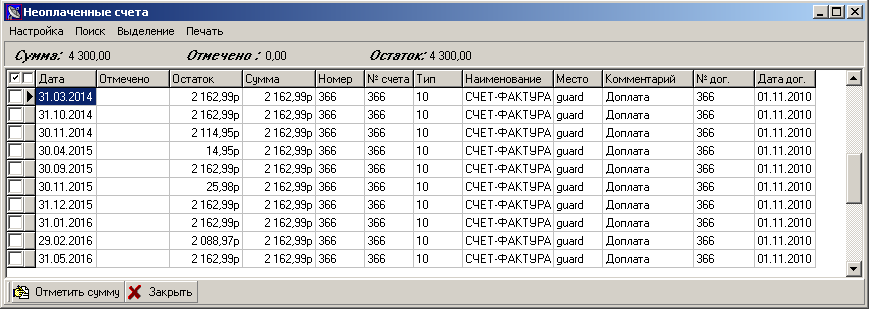 Неоплаченные счета
Настройка Поиск Выделение Печать
Сумма: 4 300,00 Отмечено : 0,00 Остаток: 4 300,00
Дата Отмечено Остаток Сумма Номер № счета Тип Наименование Место Комментарий № дог. Дата дог.
31.03.2014 2 162,99р 2 162,99р 366 366 10 СЧЕТ-ФАКТУРА guard Доплата 366 01.11.2010
31.10.2014 2 162,99р 2 162,99р 366 366 10 СЧЕТ-ФАКТУРА guard Доплата 366 01.11.2010
30.11.2014 2 114,95р 2 162,99р 366 366 10 СЧЕТ-ФАКТУРА guard Доплата 366 01.11.2010
30.04.2015 14,95р 2 162,99р 366 366 10 СЧЕТ-ФАКТУРА guard Доплата 366 01.11.2010
30.09.2015 2 162,99р 2 162,99р 366 366 10 СЧЕТ-ФАКТУРА guard Доплата 366 01.11.2010
30.11.2015 25,98р 2 162,99р 366 366 10 СЧЕТ-ФАКТУРА guard Доплата 366 01.11.2010
31.12.2015 2 162,99р 2 162,99р 366 366 10 СЧЕТ-ФАКТУРА guard Доплата 366 01.11.2010
31.01.2016 2 162,99р 2 162,99р 366 366 10 СЧЕТ-ФАКТУРА guard Доплата 366 01.11.2010
29.02.2016 2 088,97р 2 162,99р 366 366 10 СЧЕТ-ФАКТУРА guard Доплата 366 01.11.2010
31.05.2016 2 162,99р 2 162,99р 366 366 10 СЧЕТ-ФАКТУРА guard Доплата 366 01.11.2010
Отметить сумму Закрыть